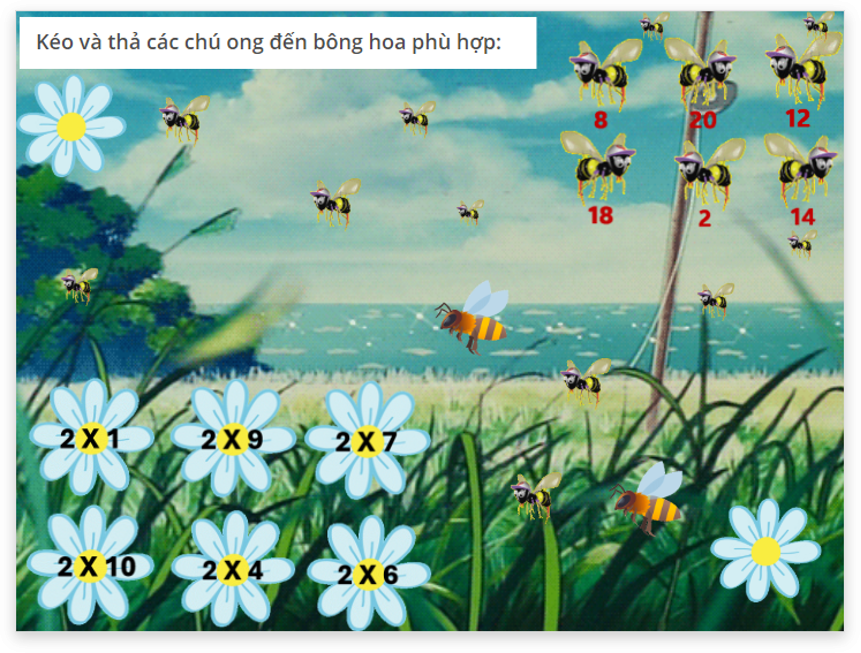 Kéo và thả các chú ong đến bông hoa phù hợp:
8 20 12
18 2 14
2 X 1 2 X 9 2 X 7
2 X 10 2 X 4 2 X 6